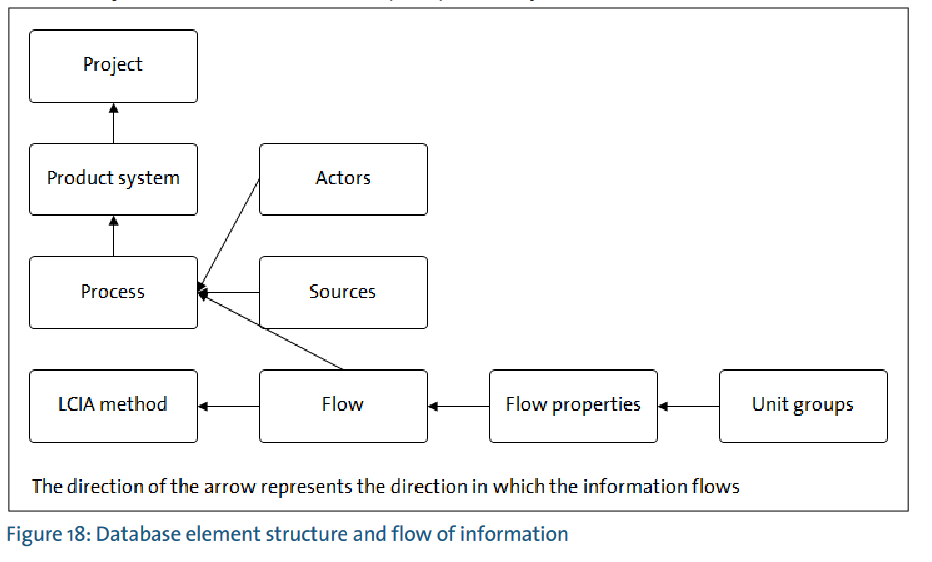 Project
Product system
Actors
Process
Sources
LCIA method
Flow
Flow properties
Unit groups
The direction of the arrow represents the direction in which the information flows
Figure 18: Database element structure and flow of information